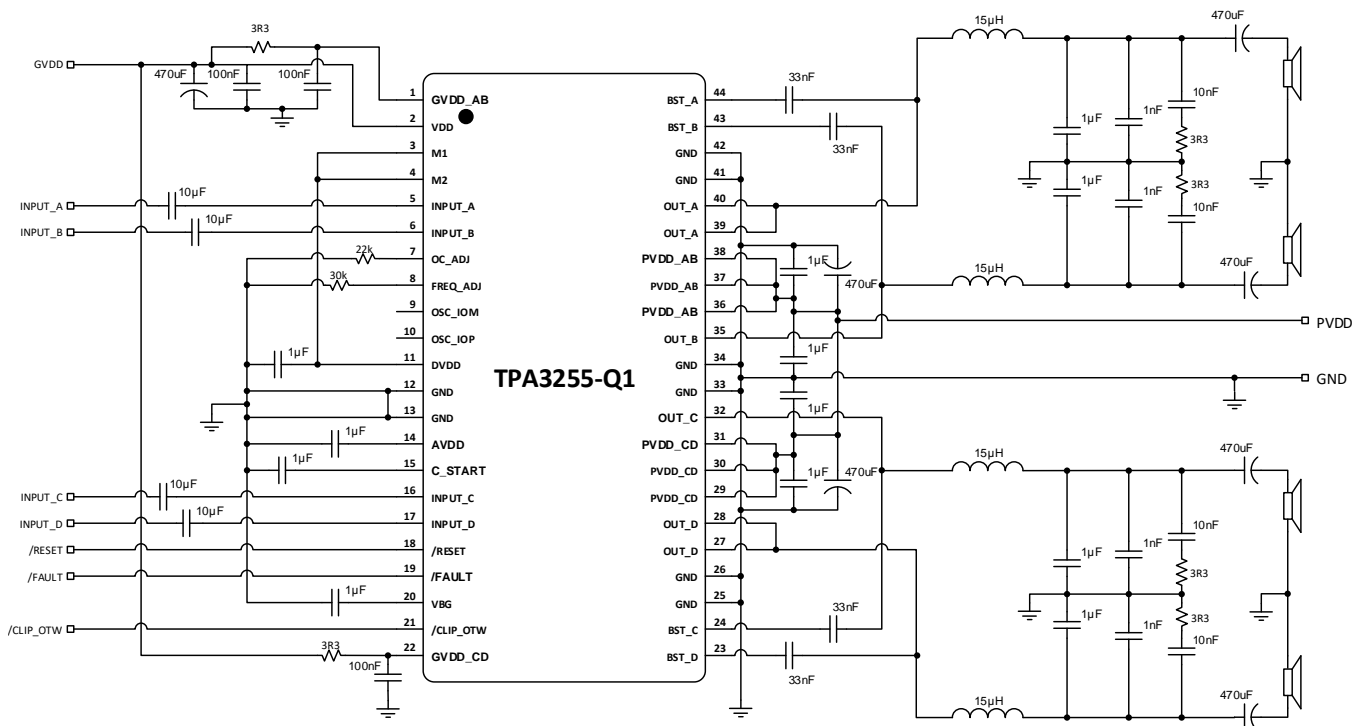 3R3
GVDD
470uF
100nF
100nF
1
GVDD_AB
2
VDD
3
M1
4
M2
INPUT_A
10µF
5
INPUT_A
INPUT_B
10µF
6
INPUT_B
22k
7
OC_ADJ
30k
8
FREQ_ADJ
9
OSC_IOM
10
OSC_IOP
1µF
11
DVDD
12
GND
13
GND
1µF
14
AVDD
1µF
15
C_START
INPUT_C
10µF
16
INPUT_C
INPUT_D
10µF
17
INPUT_D
/RESET
18
/RESET
/FAULT
19
/FAULT
1µF
20
VBG
/CLIP_OTW
21
/CLIP_OTW
3R3
22
GVDD_CD
100nF
TPA3255-Q1
BST_A
44
33nF
BST_B
43
33nF
GND
42
GND
41
OUT_A
40
OUT_A
39
PVDD_AB
38
PVDD_AB
37
PVDD_AB
36
OUT_B
35
GND
34
GND
33
OUT_C
32
PVDD_CD
31
PVDD_CD
30
PVDD_CD
29
OUT_D
28
OUT_D
27
GND
26
GND
25
BST_C
24
33nF
BST_D
23
33nF
1µF
470uF
1µF
1µF
1µF
470uF
15µH
470uF
10nF
1nF
1µF
3R3
1µF
1nF
3R3
10nF
15µH
470uF
PVDD
GND
15µH
470uF
10nF
1nF
1µF
3R3
1µF
1nF
3R3
10nF
15µH
470uF